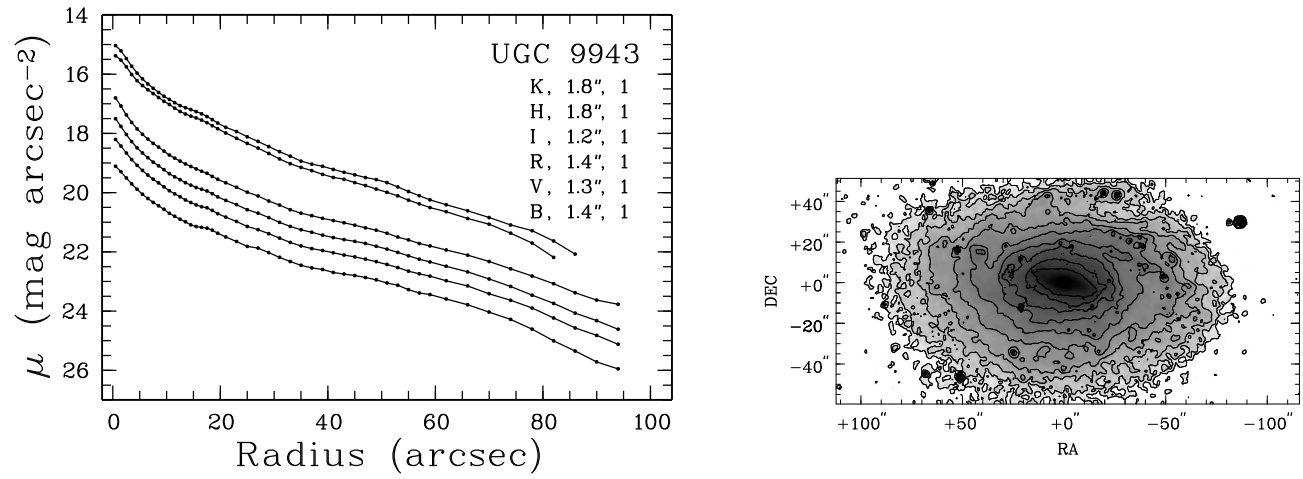 UGC 9943
K, 1.8″, 1
H, 1.8″, 1
I, 1.2″, 1
R, 1.4″, 1
V, 1.3″, 1
B, 1.4″, 1
μ (mag arcsec⁻²)
14
16
18
20
22
24
26
0 20 40 60 80 100
Radius (arcsec)
DEC
+40″
+20″
+0″
−20″
−40″
+100″ +50″ +0″ −50″ −100″
RA